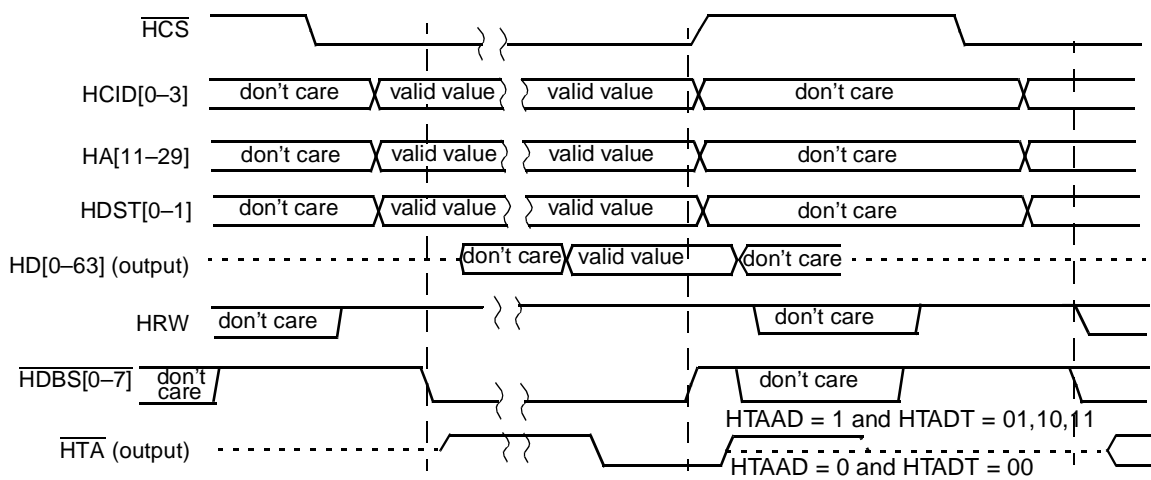 HCS
HCID[0–3] don't care valid value valid value don't care
HA[11–29] don't care valid value valid value don't care
HDST[0–1] don't care valid value valid value don't care
HD[0–63] (output) don't care valid value don't care
HRW don't care don't care
HDBS[0–7] don't care don't care
HTAAD = 1 and HTADT = 01,10,11
HTA (output)
HTAAD = 0 and HTADT = 00